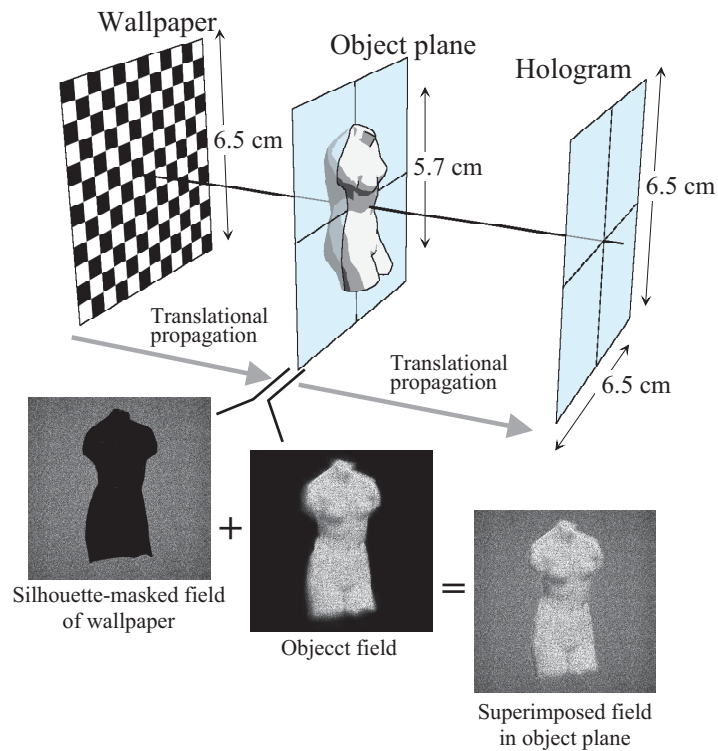 Wallpaper
Object plane
Hologram
6.5 cm
5.7 cm
6.5 cm
Translational
propagation
Translational
propagation
6.5 cm
+
=
Silhouette-masked field
of wallpaper
Objecct field
Superimposed field
in object plane